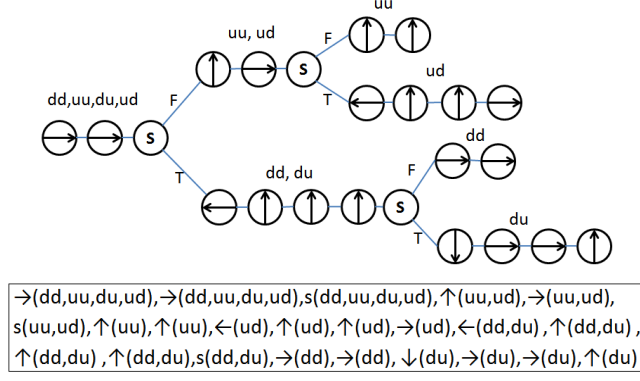 uu
uu, ud
F
S
T
ud
dd,uu,du,ud
F
S
T
dd
dd, du
F
S
T
du
→(dd,uu,du,ud),→(dd,uu,du,ud),s(dd,uu,du,ud),↑(uu,ud),→(uu,ud),
s(uu,ud),↑(uu),↑(uu),←(ud),↑(ud),↑(ud),→(ud),←(dd,du) ,↑(dd,du) ,
↑(dd,du) ,↑(dd,du),s(dd,du),→(dd),→(dd), ↓(du),→(du),→(du),↑(du)